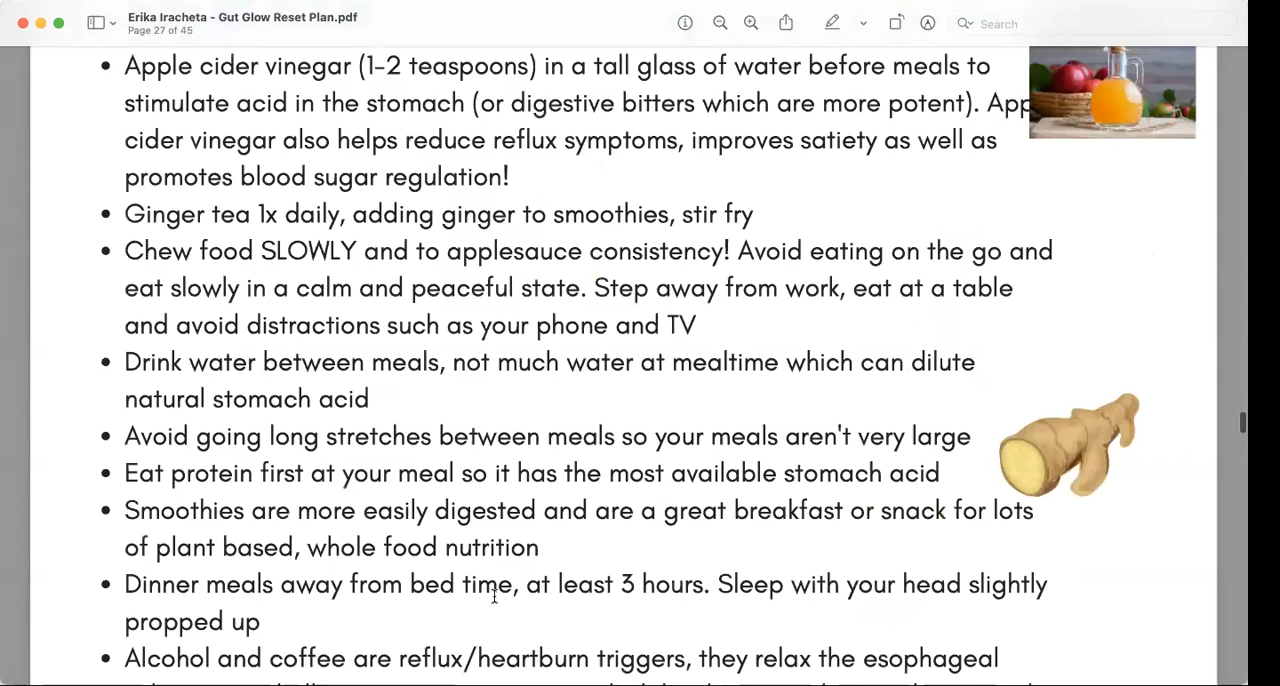 Erika Iracheta - Gut Glow Reset Plan.pdf
Page 27 of 45
Search
• Apple cider vinegar (1-2 teaspoons) in a tall glass of water before meals to
stimulate acid in the stomach (or digestive bitters which are more potent). App
cider vinegar also helps reduce reflux symptoms, improves satiety as well as
promotes blood sugar regulation!
• Ginger tea 1x daily, adding ginger to smoothies, stir fry
• Chew food SLOWLY and to applesauce consistency! Avoid eating on the go and
eat slowly in a calm and peaceful state. Step away from work, eat at a table
and avoid distractions such as your phone and TV
• Drink water between meals, not much water at mealtime which can dilute
natural stomach acid
• Avoid going long stretches between meals so your meals aren't very large
• Eat protein first at your meal so it has the most available stomach acid
• Smoothies are more easily digested and are a great breakfast or snack for lots
of plant based, whole food nutrition
• Dinner meals away from bed time, at least 3 hours. Sleep with your head slightly
propped up
• Alcohol and coffee are reflux/heartburn triggers, they relax the esophageal